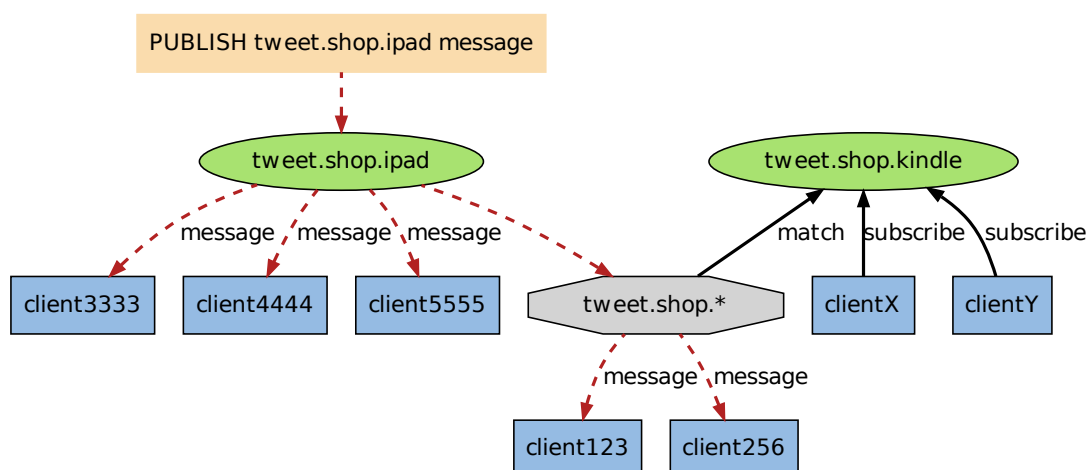 PUBLISH tweet.shop.ipad message
tweet.shop.ipad
tweet.shop.kindle
message
message
message
match
subscribe
subscribe
client3333
client4444
client5555
tweet.shop.*
clientX
clientY
message
message
client123
client256